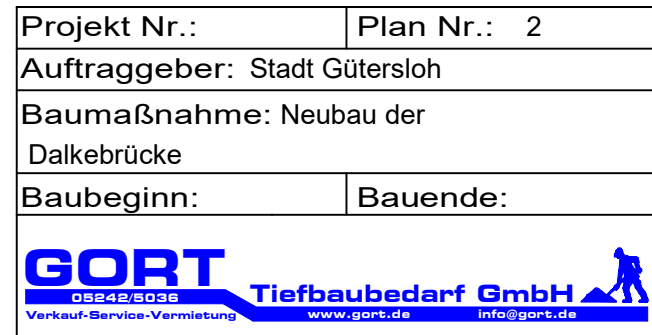 Projekt Nr.: Plan Nr.: 2
Auftraggeber: Stadt Gütersloh
Baumaßnahme: Neubau der
Dalkebrücke
Baubeginn: Bauende:
GORT
05242/5036 Tiefbaubedarf GmbH
Verkauf-Service-Vermietung www.gort.de info@gort.de